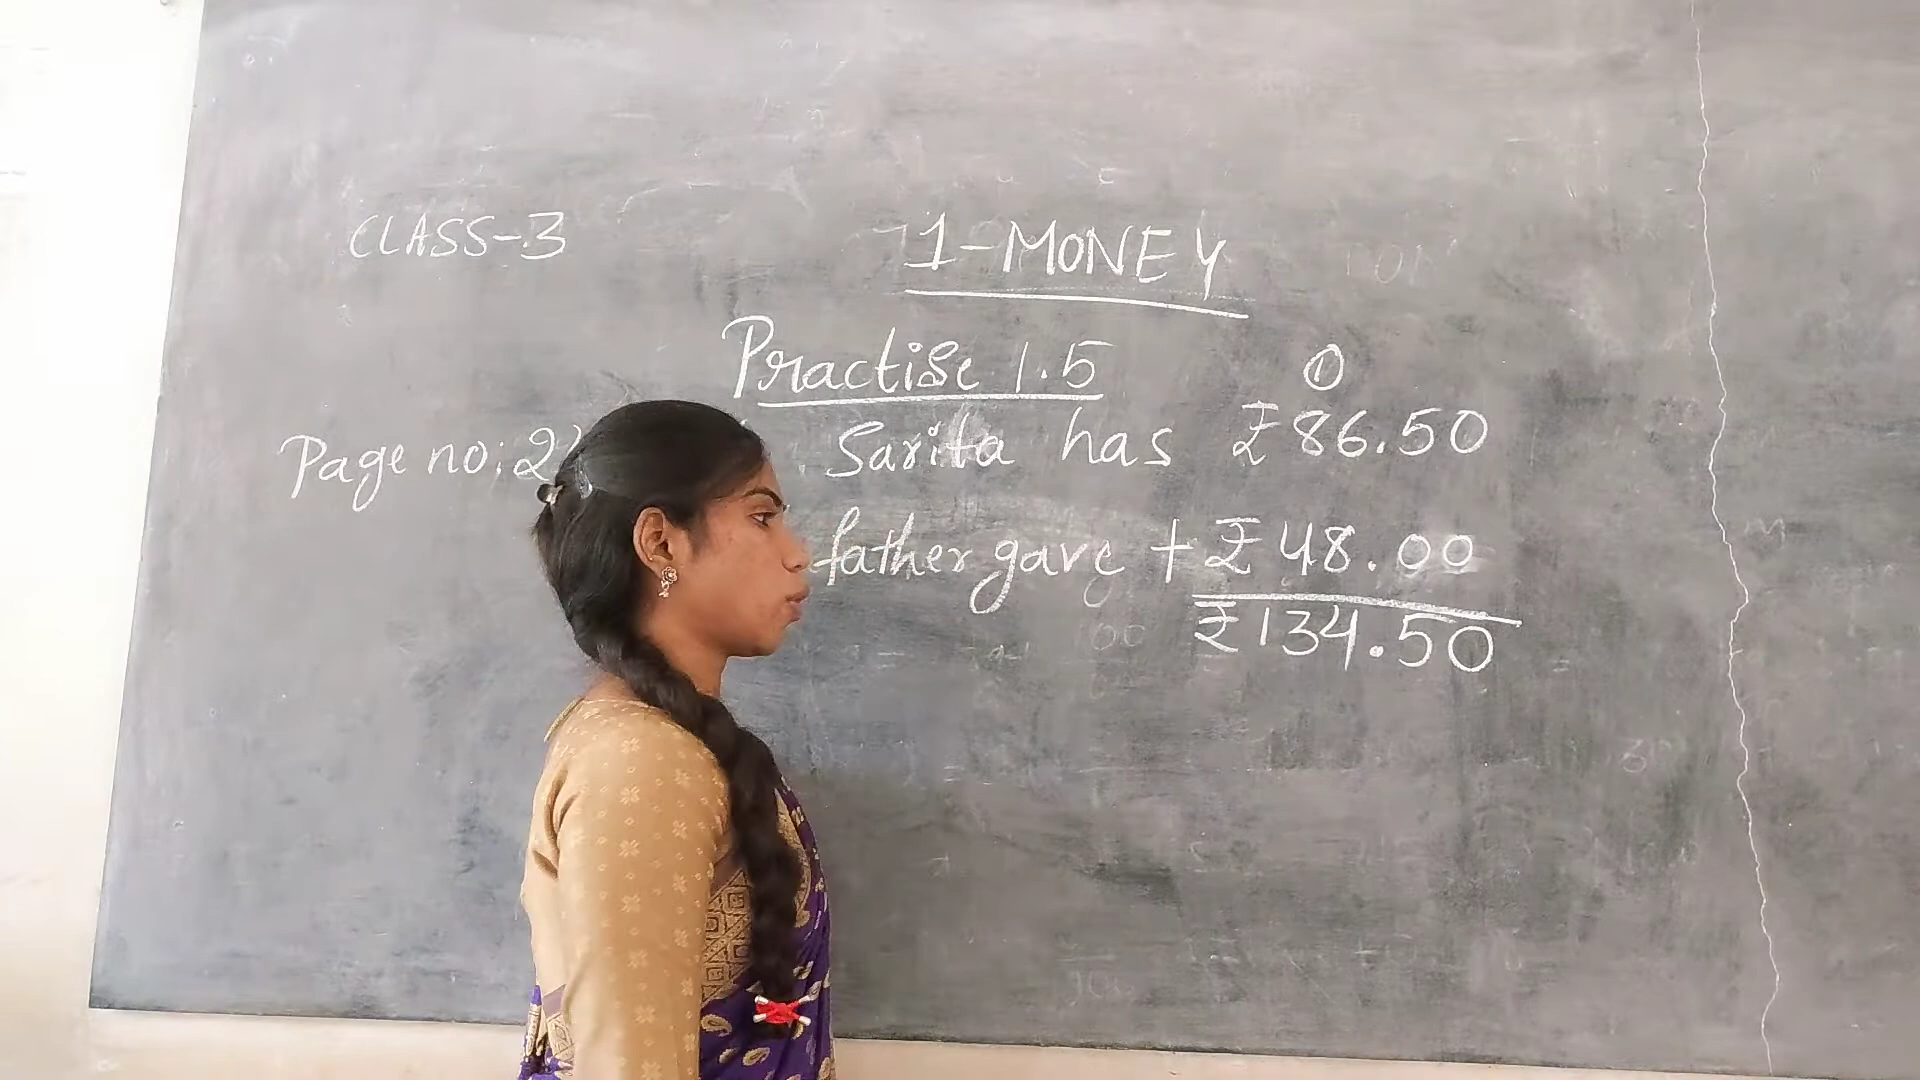 CLASS-3
1-MONEY
Practise 1.5
①
Page no: 2
Sarita has ₹86.50
father gave + ₹48.00
₹134.50